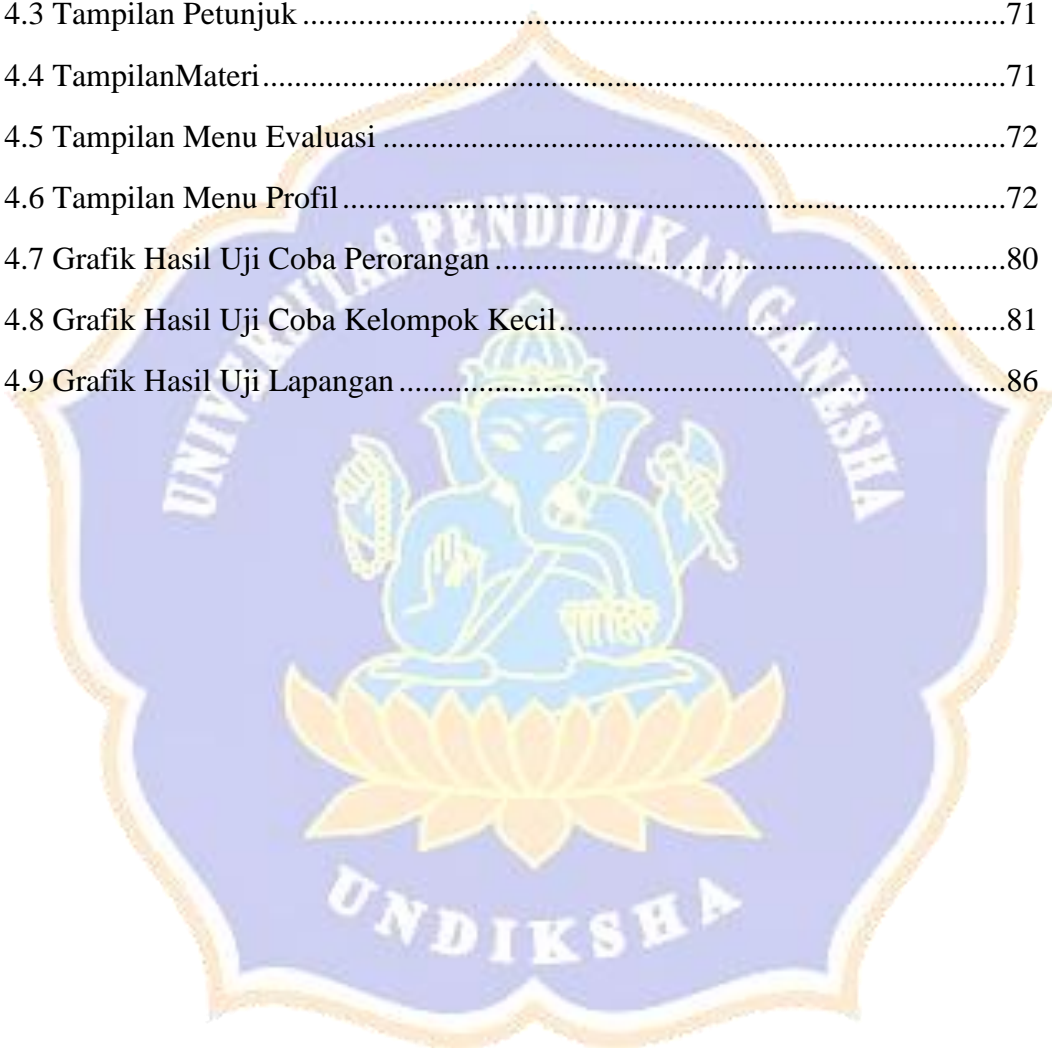 4.3 Tampilan Petunjuk.......................................................................................71
4.4 TampilanMateri............................................................................................71
4.5 Tampilan Menu Evaluasi .............................................................................72
4.6 Tampilan Menu Profil..................................................................................72
4.7 Grafik Hasil Uji Coba Perorangan ...............................................................80
4.8 Grafik Hasil Uji Coba Kelompok Kecil.......................................................81
4.9 Grafik Hasil Uji Lapangan ...........................................................................86
UNIVERSITAS PENDIDIKAN GANESHA
UNDIKSHA